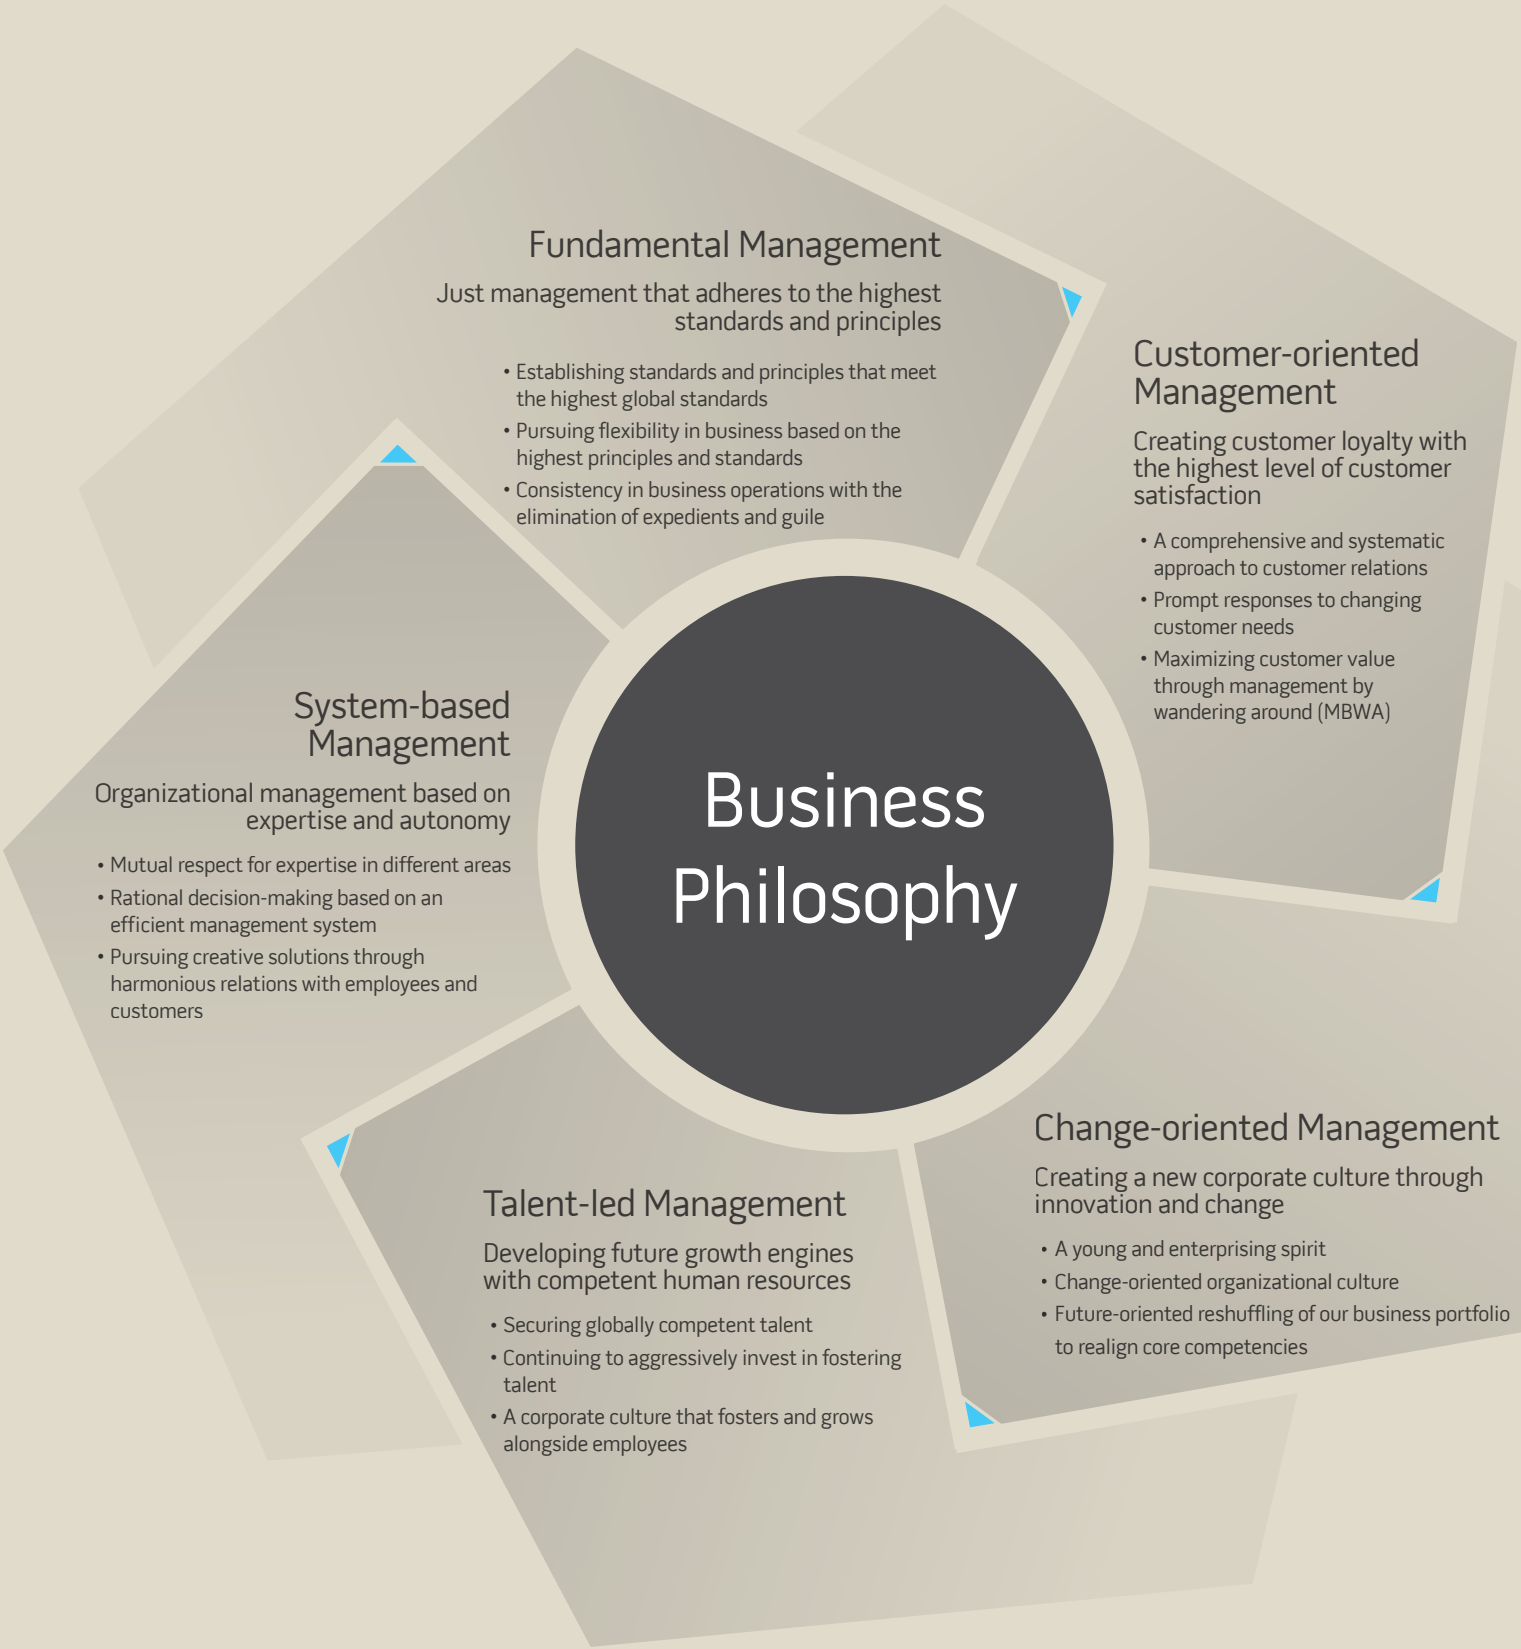 Fundamental Management
Just management that adheres to the highest
standards and principles
• Establishing standards and principles that meet
the highest global standards
• Pursuing flexibility in business based on the
highest principles and standards
• Consistency in business operations with the
elimination of expedients and guile
Customer-oriented
Management
Creating customer loyalty with
the highest level of customer
satisfaction
• A comprehensive and systematic
approach to customer relations
• Prompt responses to changing
customer needs
• Maximizing customer value
through management by
wandering around (MBWA)
System-based
Management
Organizational management based on
expertise and autonomy
• Mutual respect for expertise in different areas
• Rational decision-making based on an
efficient management system
• Pursuing creative solutions through
harmonious relations with employees and
customers
Business
Philosophy
Change-oriented Management
Creating a new corporate culture through
innovation and change
• A young and enterprising spirit
• Change-oriented organizational culture
• Future-oriented reshuffling of our business portfolio
to realign core competencies
Talent-led Management
Developing future growth engines
with competent human resources
• Securing globally competent talent
• Continuing to aggressively invest in fostering
talent
• A corporate culture that fosters and grows
alongside employees